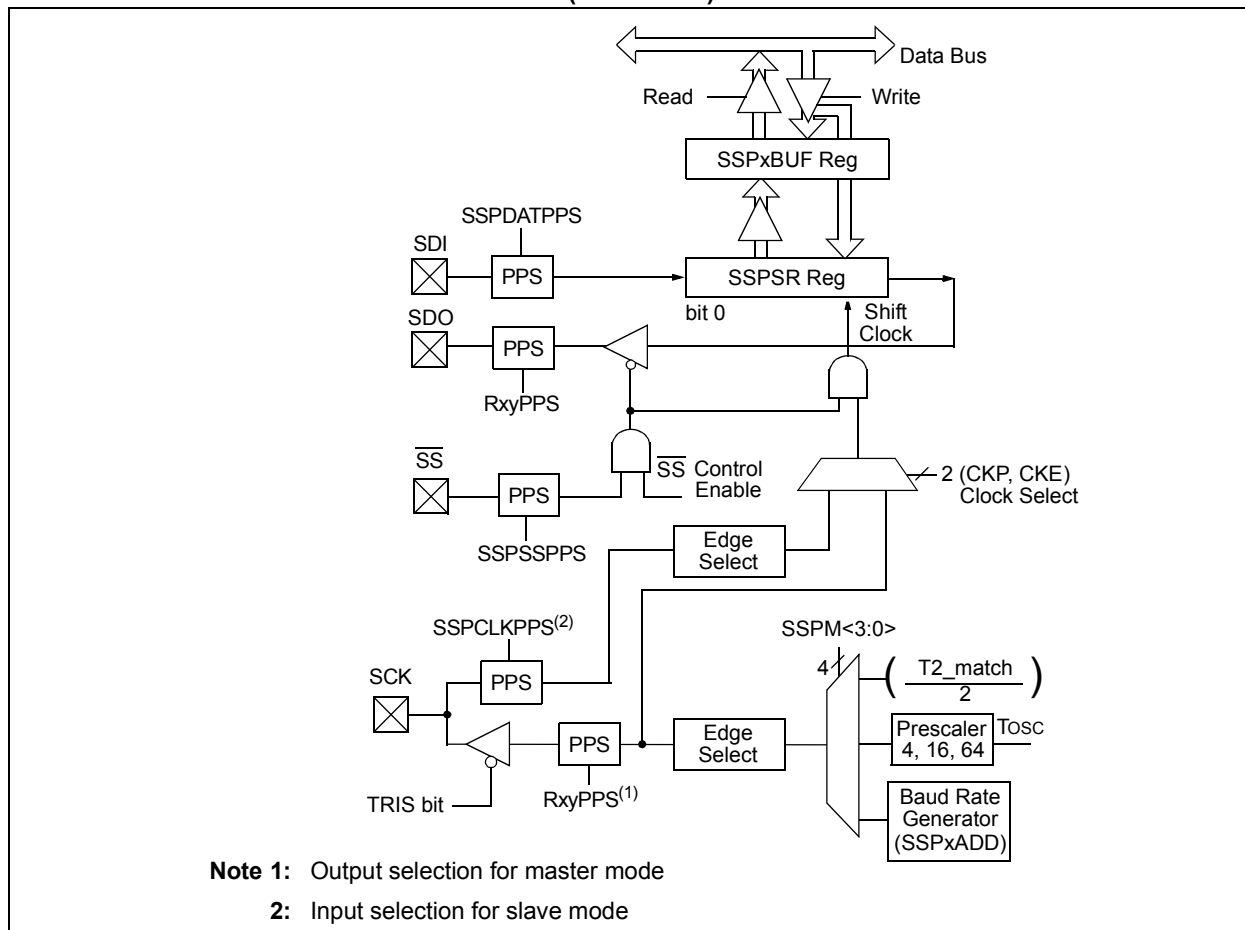 Data Bus
Read
Write
SSPxBUF Reg
SSPDATPPS
SDI
PPS
SSPSR Reg
bit 0
Shift
Clock
SDO
PPS
RxyPPS
SS
PPS
SS Control
Enable
2 (CKP, CKE)
Clock Select
SSPSSPPS
Edge
Select
SSPCLKPPS(2)
SSPM<3:0>
4
SCK
PPS
( T2_match
2 )
PPS
Edge
Select
Prescaler
4, 16, 64
TOSC
TRIS bit
RxyPPS(1)
Baud Rate
Generator
(SSPxADD)
Note 1: Output selection for master mode
2: Input selection for slave mode